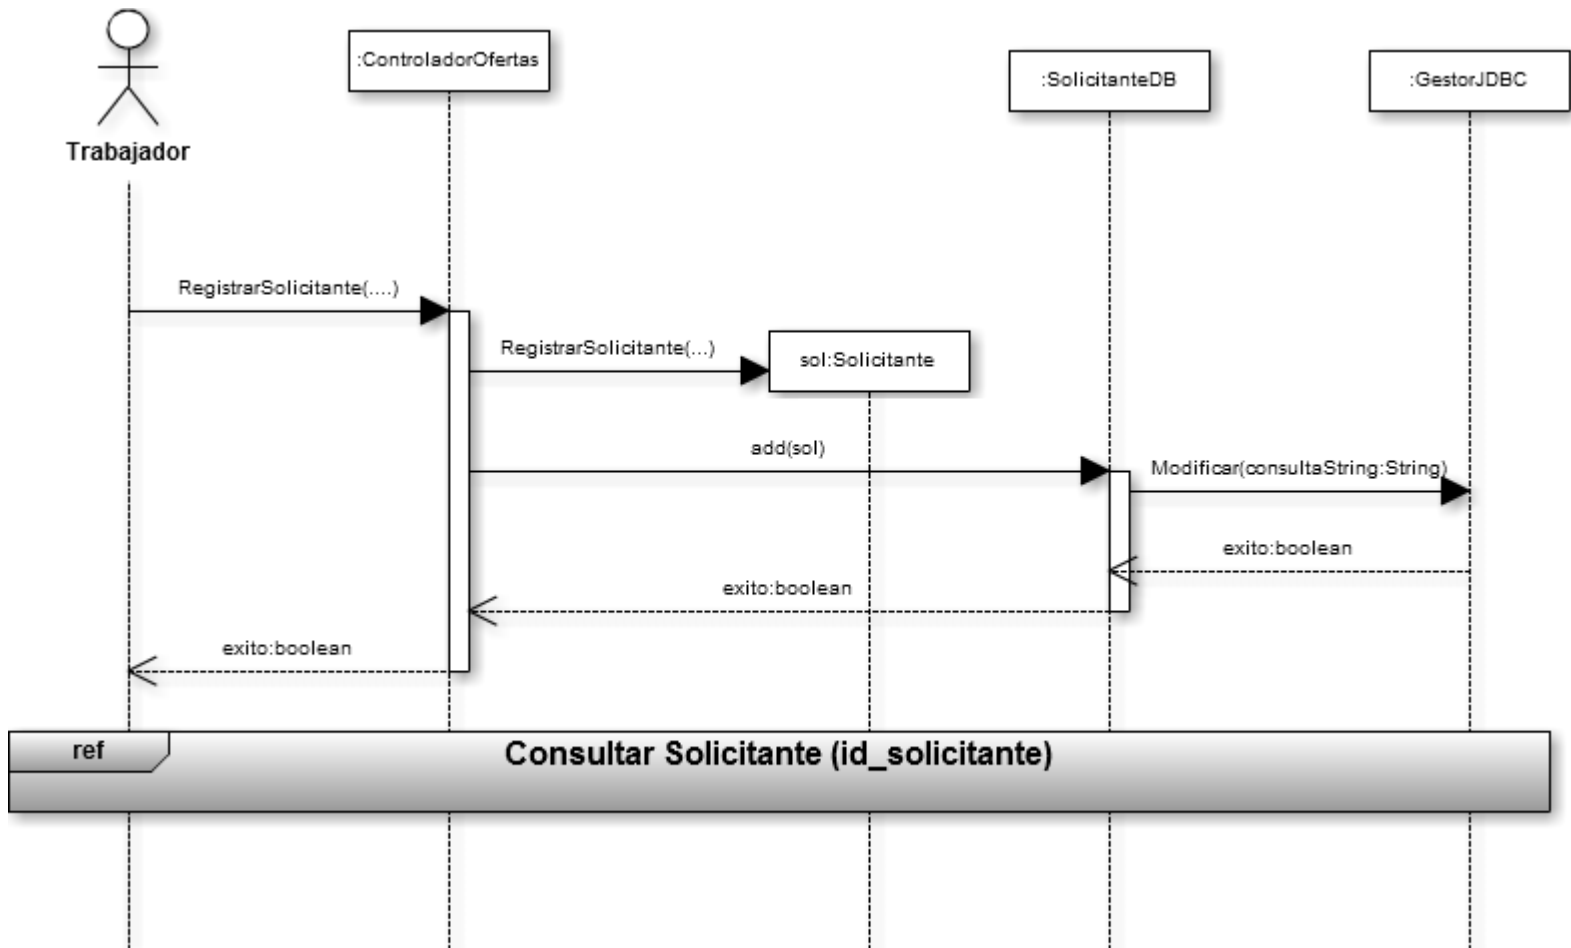 :ControladorOfertas
:SolicitanteDB
:GestorJDBC
Trabajador
RegistrarSolicitante(....)
RegistrarSolicitante(...)
sol:Solicitante
add(sol)
Modificar(consultaString:String)
exito:boolean
exito:boolean
exito:boolean
ref
Consultar Solicitante (id_solicitante)